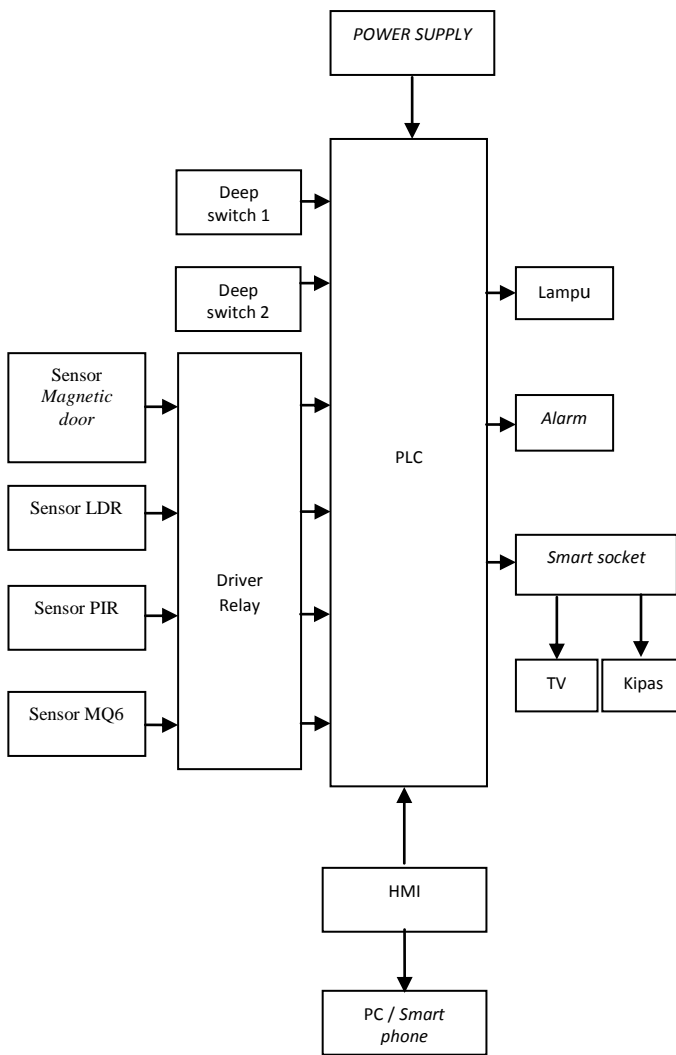 POWER SUPPLY
Deep
switch 1
Deep
switch 2
Sensor
Magnetic
door
Sensor LDR
Sensor PIR
Sensor MQ6
Driver
Relay
PLC
Lampu
Alarm
Smart socket
TV
Kipas
HMI
PC / Smart
phone